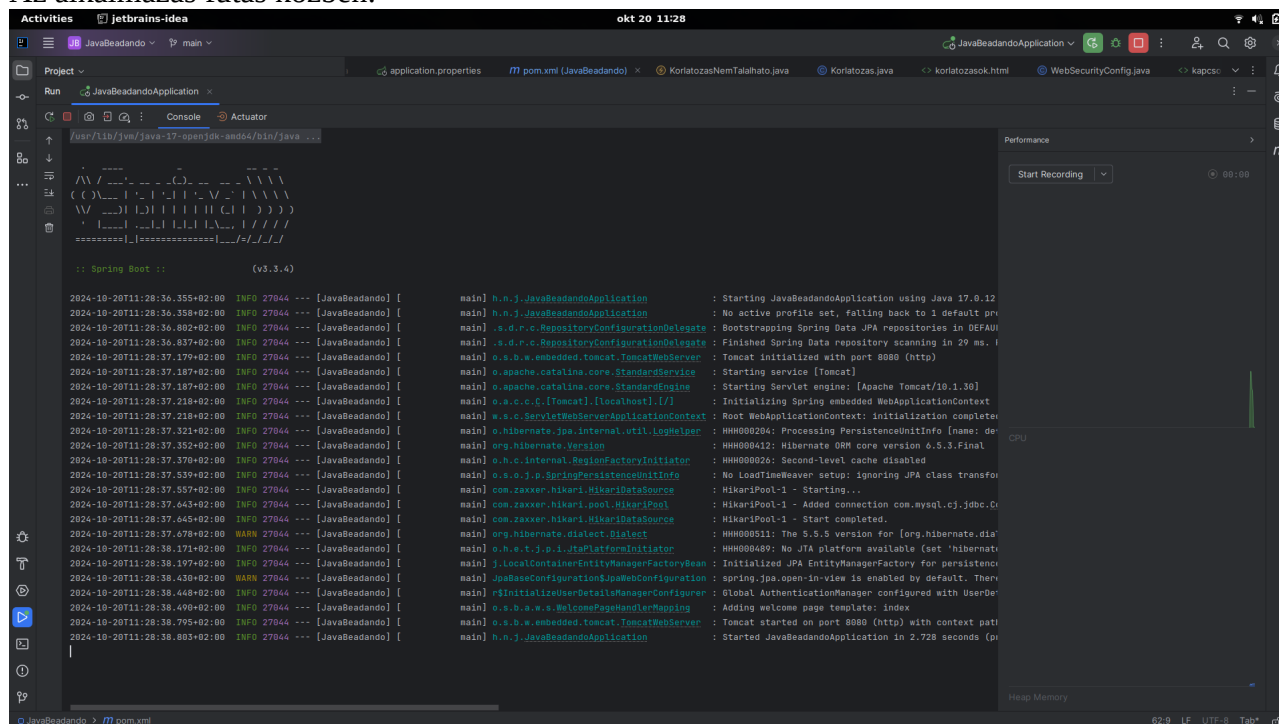 Az alkalmazás futás közben:
Activities jetbrains-idea okt 20 11:28
JB JavaBeadando main JavaBeadandoApplication
Project application.properties pom.xml (JavaBeadando) KorlatozasNemTalalhato.java Korlatozas.java korlatozasok.html WebSecurityConfig.java kapcso
Run JavaBeadandoApplication
Console Actuator
/usr/lib/jvm/java-17-openjdk-amd64/bin/java ...
Performance
Start Recording 00:00
:: Spring Boot :: (v3.3.4)
2024-10-20T11:28:36.355+02:00 INFO 27044 --- [JavaBeadando] [ main] h.n.j.JavaBeadandoApplication : Starting JavaBeadandoApplication using Java 17.0.12
2024-10-20T11:28:36.358+02:00 INFO 27044 --- [JavaBeadando] [ main] h.n.j.JavaBeadandoApplication : No active profile set, falling back to 1 default pr
2024-10-20T11:28:36.802+02:00 INFO 27044 --- [JavaBeadando] [ main] .s.d.r.c.RepositoryConfigurationDelegate : Bootstrapping Spring Data JPA repositories in DEFAU
2024-10-20T11:28:36.837+02:00 INFO 27044 --- [JavaBeadando] [ main] .s.d.r.c.RepositoryConfigurationDelegate : Finished Spring Data repository scanning in 29 ms.
2024-10-20T11:28:37.179+02:00 INFO 27044 --- [JavaBeadando] [ main] o.s.b.w.embedded.tomcat.TomcatWebServer : Tomcat initialized with port 8080 (http)
2024-10-20T11:28:37.187+02:00 INFO 27044 --- [JavaBeadando] [ main] o.apache.catalina.core.StandardService : Starting service [Tomcat]
2024-10-20T11:28:37.187+02:00 INFO 27044 --- [JavaBeadando] [ main] o.apache.catalina.core.StandardEngine : Starting Servlet engine: [Apache Tomcat/10.1.30]
2024-10-20T11:28:37.218+02:00 INFO 27044 --- [JavaBeadando] [ main] o.a.c.c.C.[Tomcat].[localhost].[/] : Initializing Spring embedded WebApplicationContext
2024-10-20T11:28:37.218+02:00 INFO 27044 --- [JavaBeadando] [ main] w.s.c.ServletWebServerApplicationContext : Root WebApplicationContext: initialization complete
2024-10-20T11:28:37.321+02:00 INFO 27044 --- [JavaBeadando] [ main] o.hibernate.jpa.internal.util.LogHelper : HHH000204: Processing PersistenceUnitInfo [name: de
2024-10-20T11:28:37.352+02:00 INFO 27044 --- [JavaBeadando] [ main] org.hibernate.Version : HHH000412: Hibernate ORM core version 6.5.3.Final
2024-10-20T11:28:37.370+02:00 INFO 27044 --- [JavaBeadando] [ main] o.h.c.internal.RegionFactoryInitiator : HHH000026: Second-level cache disabled
2024-10-20T11:28:37.539+02:00 INFO 27044 --- [JavaBeadando] [ main] o.s.o.j.p.SpringPersistenceUnitInfo : No LoadTimeWeaver setup: ignoring JPA class transfor
2024-10-20T11:28:37.557+02:00 INFO 27044 --- [JavaBeadando] [ main] com.zaxxer.hikari.HikariDataSource : HikariPool-1 - Starting...
2024-10-20T11:28:37.643+02:00 INFO 27044 --- [JavaBeadando] [ main] com.zaxxer.hikari.pool.HikariPool : HikariPool-1 - Added connection com.mysql.cj.jdbc.Co
2024-10-20T11:28:37.645+02:00 INFO 27044 --- [JavaBeadando] [ main] com.zaxxer.hikari.HikariDataSource : HikariPool-1 - Start completed.
2024-10-20T11:28:37.678+02:00 WARN 27044 --- [JavaBeadando] [ main] org.hibernate.dialect.Dialect : HHH000511: The 5.5.5 version for [org.hibernate.dia
2024-10-20T11:28:38.171+02:00 INFO 27044 --- [JavaBeadando] [ main] o.h.e.t.j.p.i.JtaPlatformInitiator : HHH000489: No JTA platform available (set 'hibernat
2024-10-20T11:28:38.197+02:00 INFO 27044 --- [JavaBeadando] [ main] j.LocalContainerEntityManagerFactoryBean : Initialized JPA EntityManagerFactory for persistence
2024-10-20T11:28:38.430+02:00 WARN 27044 --- [JavaBeadando] [ main] JpaBaseConfiguration$JpaWebConfiguration : spring.jpa.open-in-view is enabled by default. There
2024-10-20T11:28:38.448+02:00 INFO 27044 --- [JavaBeadando] [ main] r$InitializeUserDetailsManagerConfigurer : Global AuthenticationManager configured with UserDe
2024-10-20T11:28:38.490+02:00 INFO 27044 --- [JavaBeadando] [ main] o.s.b.a.w.s.WelcomePageHandlerMapping : Adding welcome page template: index
2024-10-20T11:28:38.795+02:00 INFO 27044 --- [JavaBeadando] [ main] o.s.b.w.embedded.tomcat.TomcatWebServer : Tomcat started on port 8080 (http) with context pat
2024-10-20T11:28:38.803+02:00 INFO 27044 --- [JavaBeadando] [ main] h.n.j.JavaBeadandoApplication : Started JavaBeadandoApplication in 2.728 seconds (p
CPU
Heap Memory
JavaBeadando > pom.xml 62:9 LF UTF-8 Tab*